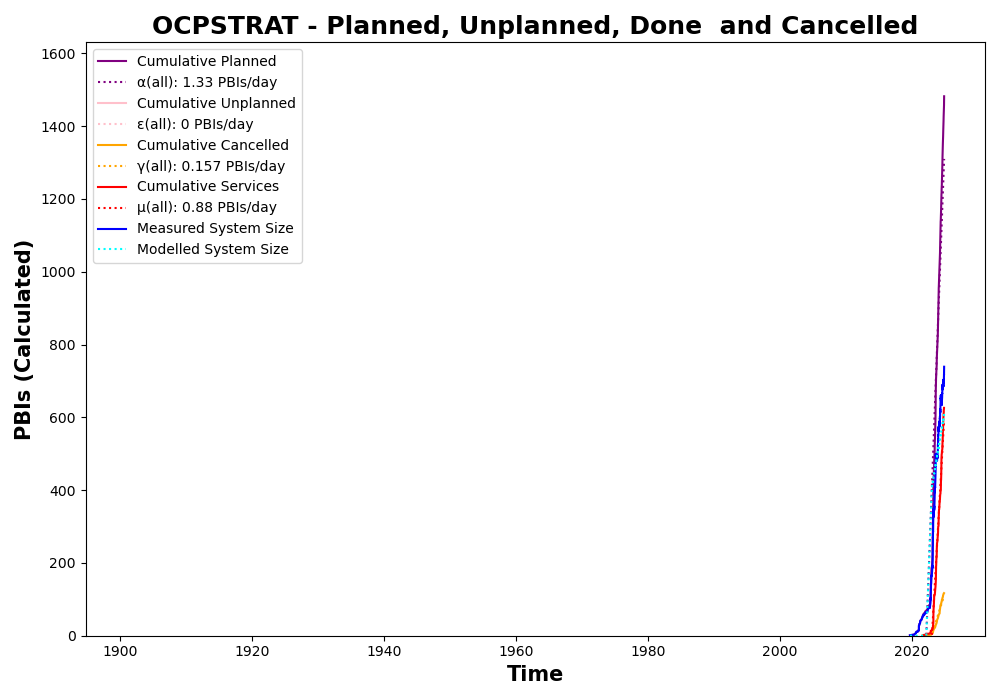 OCPSTRAT - Planned, Unplanned, Done  and Cancelled
PBIs (Calculated)
1600
1400
1200
1000
800
600
400
200
0
Cumulative Planned
α(all): 1.33 PBIs/day
Cumulative Unplanned
ε(all): 0 PBIs/day
Cumulative Cancelled
γ(all): 0.157 PBIs/day
Cumulative Services
μ(all): 0.88 PBIs/day
Measured System Size
Modelled System Size
1900 1920 1940 1960 1980 2000 2020
Time